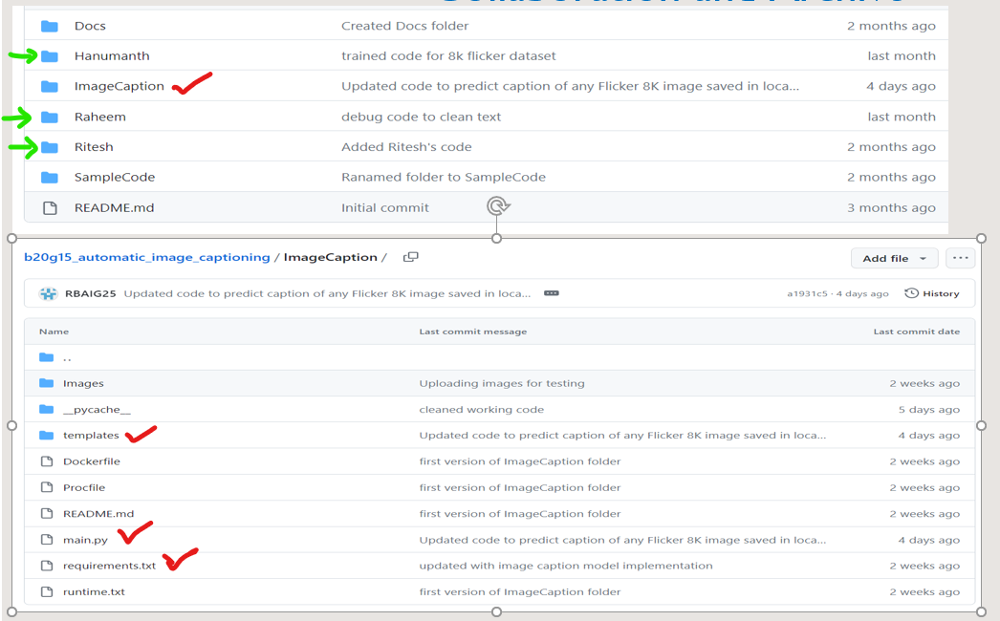 Collaboration and Archive
Docs Created Docs folder 2 months ago
Hanumanth trained code for 8k flicker dataset last month
ImageCaption Updated code to predict caption of any Flicker 8K image saved in loca... 4 days ago
Raheem debug code to clean text last month
Ritesh Added Ritesh's code 2 months ago
SampleCode Ranamed folder to SampleCode 2 months ago
README.md Initial commit 3 months ago
b20g15_automatic_image_captioning / ImageCaption / Add file ...
RBAIG25 Updated code to predict caption of any Flicker 8K image saved in loca... a1931c5 · 4 days ago History
Name Last commit message Last commit date
..
Images Uploading images for testing 2 weeks ago
__pycache__ cleaned working code 5 days ago
templates Updated code to predict caption of any Flicker 8K image saved in loca... 4 days ago
Dockerfile first version of ImageCaption folder 2 weeks ago
Procfile first version of ImageCaption folder 2 weeks ago
README.md first version of ImageCaption folder 2 weeks ago
main.py Updated code to predict caption of any Flicker 8K image saved in loca... 4 days ago
requirements.txt updated with image caption model implementation 2 weeks ago
runtime.txt first version of ImageCaption folder 2 weeks ago